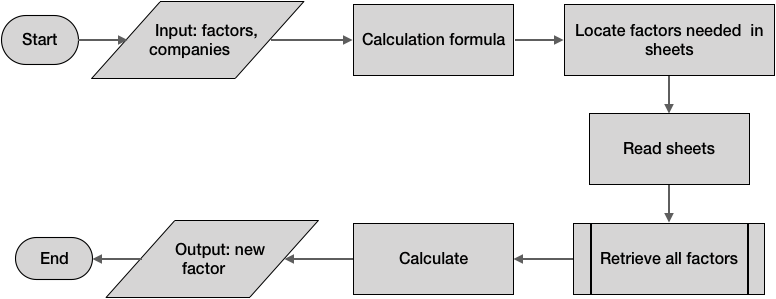 Start
Input: factors,
companies
Calculation formula
Locate factors needed in
sheets
Read sheets
Retrieve all factors
Calculate
Output: new
factor
End